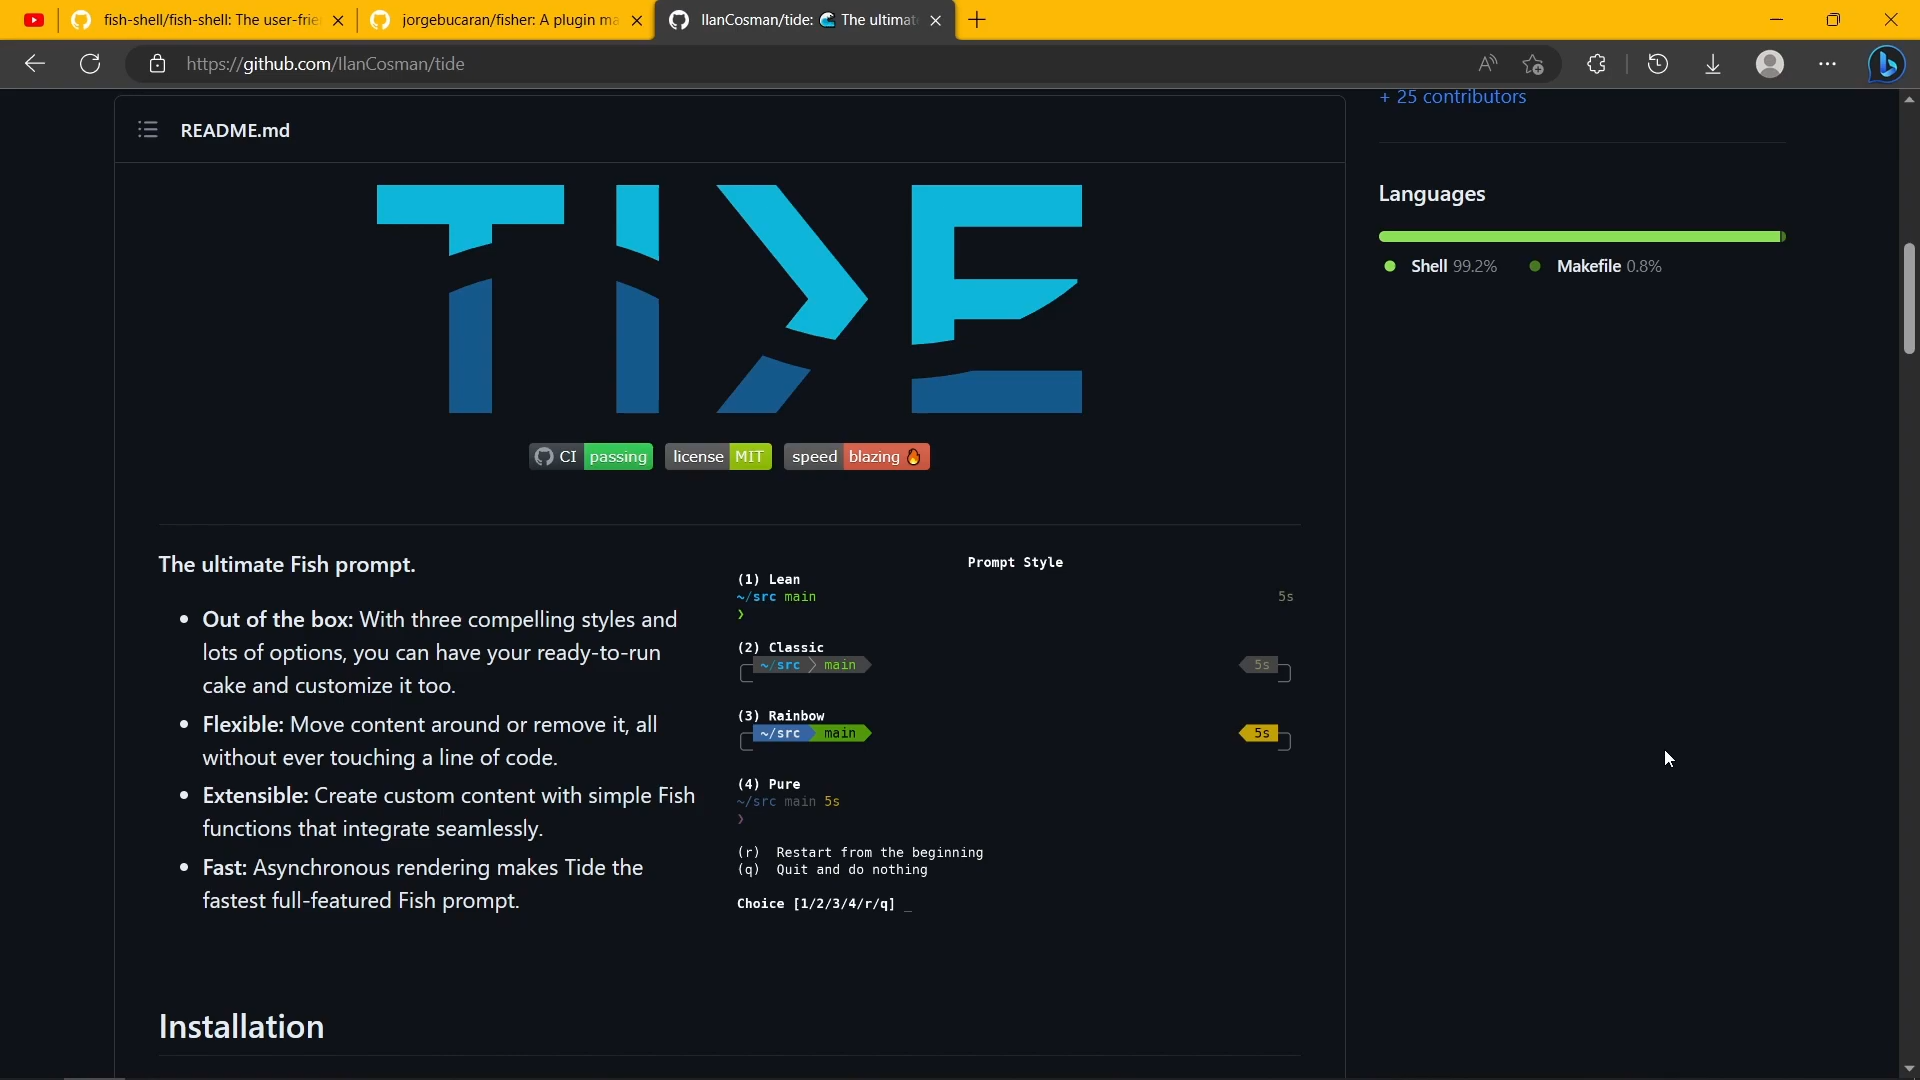 fish-shell/fish-shell: The user-frie
jorgebucaran/fisher: A plugin ma
IlanCosman/tide: 🌊 The ultimat
https://github.com/IlanCosman/tide
README.md
TIDE
CI passing
license MIT
speed blazing 🔥
The ultimate Fish prompt.
• Out of the box: With three compelling styles and
lots of options, you can have your ready-to-run
cake and customize it too.
• Flexible: Move content around or remove it, all
without ever touching a line of code.
• Extensible: Create custom content with simple Fish
functions that integrate seamlessly.
• Fast: Asynchronous rendering makes Tide the
fastest full-featured Fish prompt.
Prompt Style
(1) Lean
~/src main 5s
❯
(2) Classic
~/src main 5s
(3) Rainbow
~/src main 5s
(4) Pure
~/src main 5s
❯
(r) Restart from the beginning
(q) Quit and do nothing
Choice [1/2/3/4/r/q] _
Installation
+ 25 contributors
Languages
Shell 99.2% Makefile 0.8%